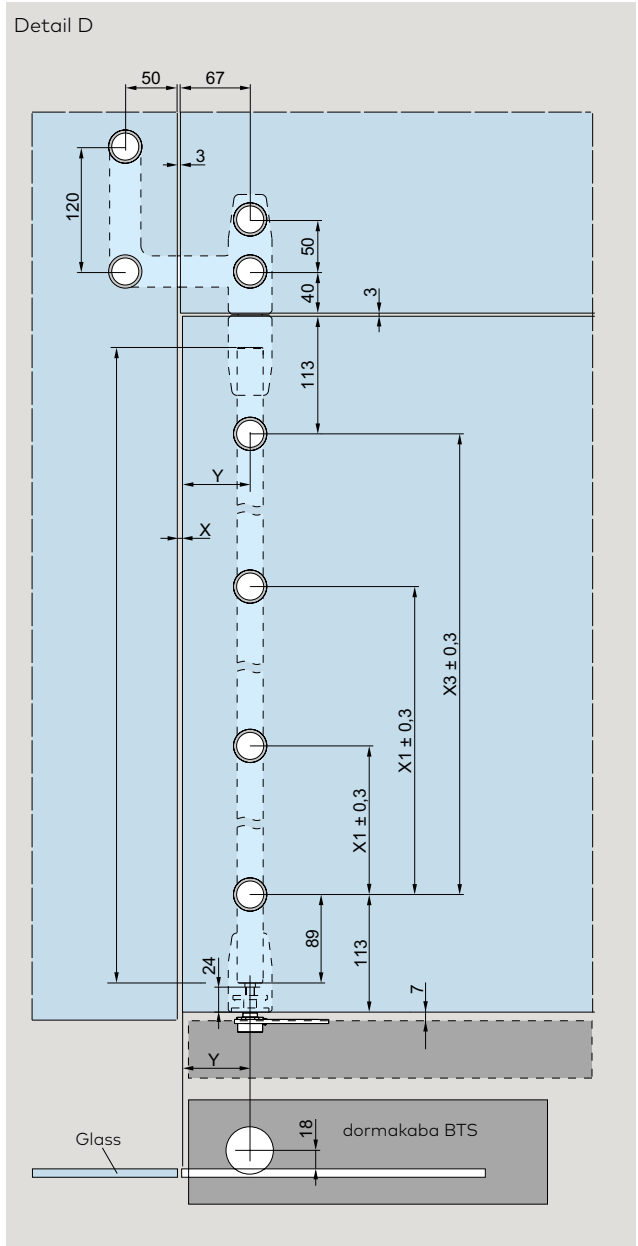 Detail D
50
67
3
120
50
40
3
113
Y
X
X3 ± 0,3
X1 ± 0,3
X1 ± 0,3
89
113
24
7
Y
18
dormakaba BTS
Glass